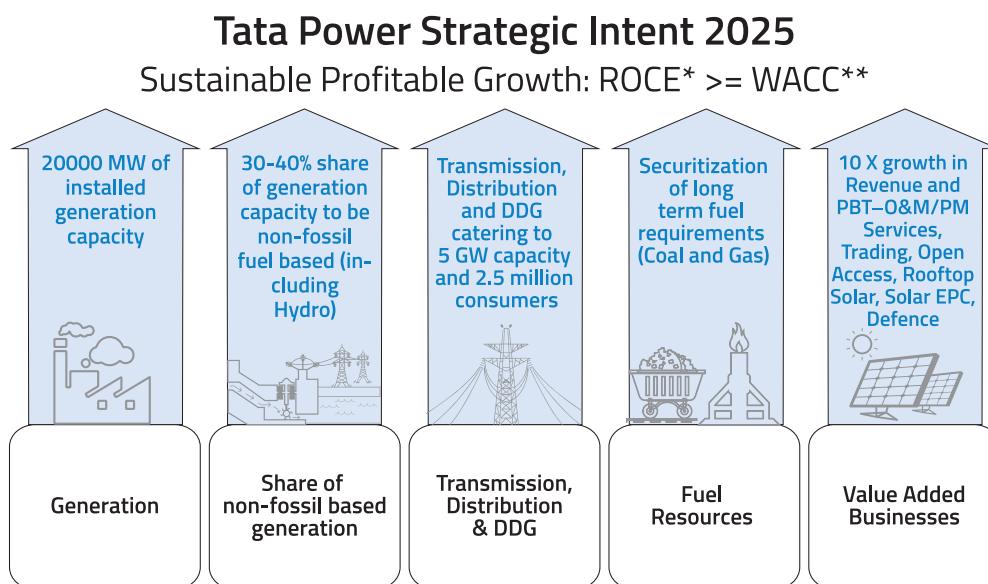 Tata Power Strategic Intent 2025
Sustainable Profitable Growth: ROCE* >= WACC**
20000 MW of
installed
generation
capacity
30-40% share
of generation
capacity to be
non-fossil
fuel based (in-
cluding
Hydro)
Transmission,
Distribution
and DDG
catering to
5 GW capacity
and 2.5 million
consumers
Securitization
of long
term fuel
requirements
(Coal and Gas)
10 X growth in
Revenue and
PBT–O&M/PM
Services,
Trading, Open
Access, Rooftop
Solar, Solar EPC,
Defence
Generation
Share of
non-fossil based
generation
Transmission,
Distribution
& DDG
Fuel
Resources
Value Added
Businesses